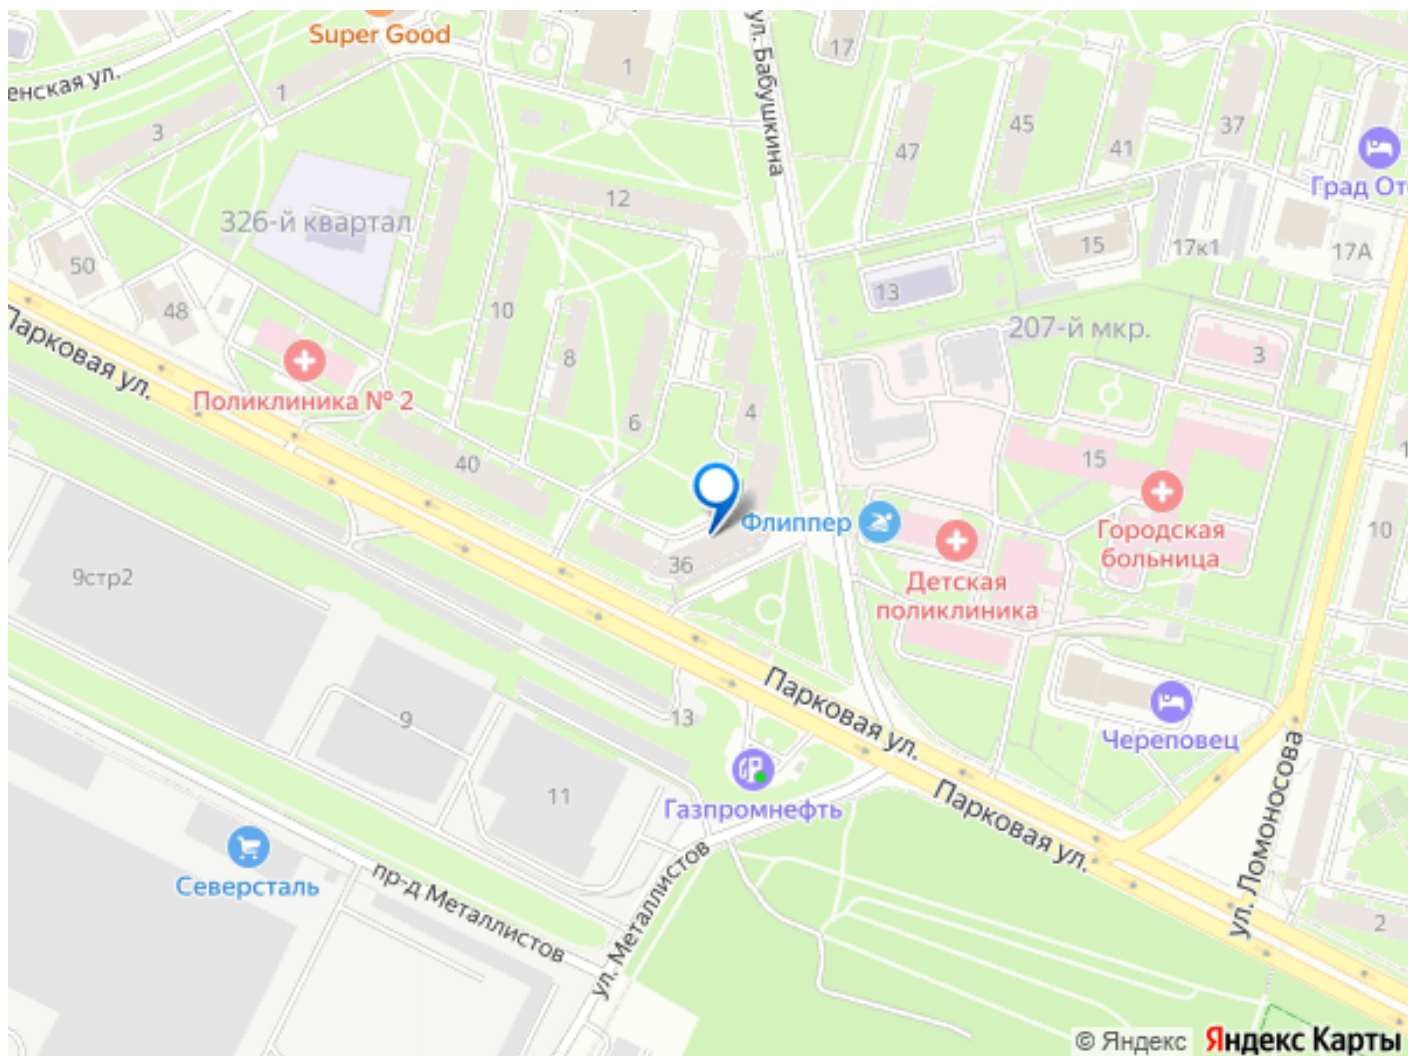 Super Good
17
1
ул. Бабушкина
енская ул.
1
3
45
37
41
47
Град От
12
326-й квартал
15
17к1
17А
50
13
48
10
207-й мкр.
3
8
Парковая ул.
Поликлиника № 2
4
6
40
15
Флиппер
Городская
больница
10
36
Детская
поликлиника
9стр2
Парковая ул.
9
13
Череповец
11
Газпромнефть
Парковая ул.
ул. Ломоносова
Северсталь
пр-д Металлистов
ул. Металлистов
2
© Яндекс Яндекс Карты